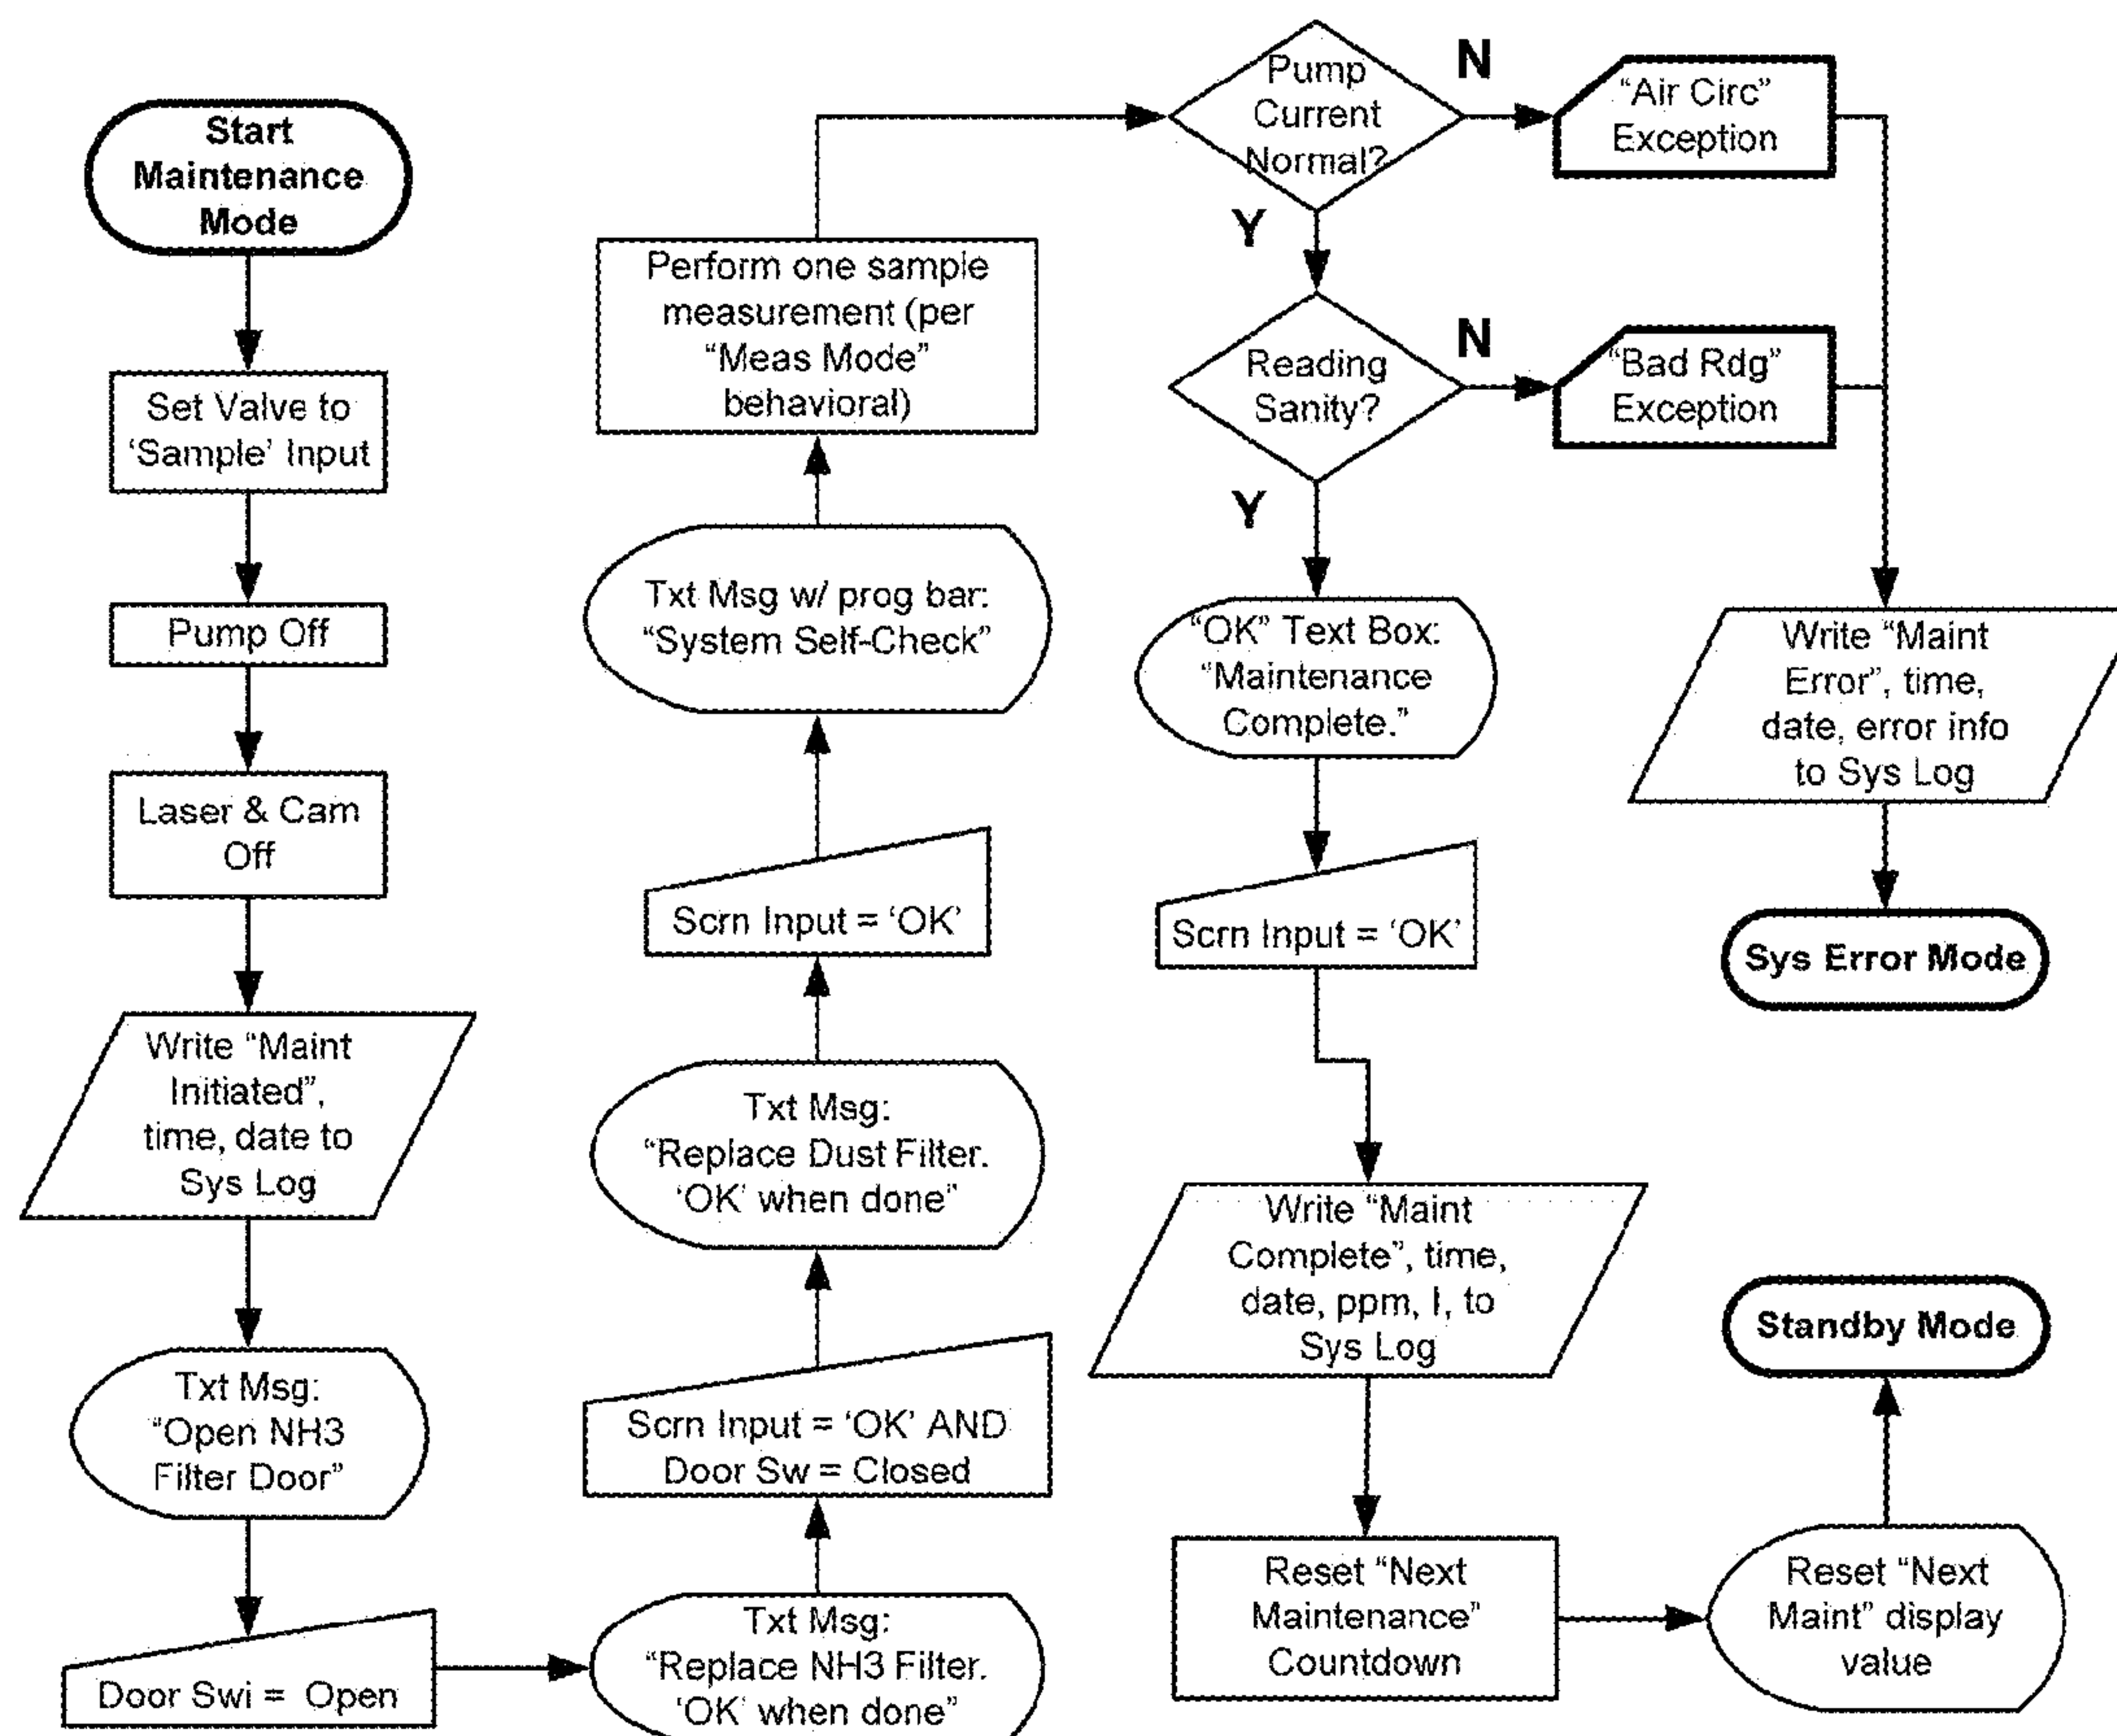 Start
Maintenance
Mode
Set Valve to
‘Sample’ Input
Pump Off
Laser & Cam
Off
Write “Maint
Initiated”,
time, date to
Sys Log
Txt Msg:
“Open NH3
Filter Door”
Door Swi = Open
Txt Msg:
“Replace NH3 Filter.
‘OK’ when done”
Scrn Input = ‘OK’ AND
Door Sw = Closed
Txt Msg:
“Replace Dust Filter.
‘OK’ when done”
Scrn Input = ‘OK’
Txt Msg w/ prog bar:
“System Self-Check”
Perform one sample
measurement (per
“Meas Mode”
behavioral)
Pump
Current
Normal?
N
“Air Circ”
Exception
Y
Reading
Sanity?
N
“Bad Rdg”
Exception
Y
“OK” Text Box:
“Maintenance
Complete.”
Scrn Input = ‘OK’
Write “Maint
Error”, time,
date, error info
to Sys Log
Sys Error Mode
Write “Maint
Complete”, time,
date, ppm, I, to
Sys Log
Reset “Next
Maintenance”
Countdown
Reset “Next
Maint” display
value
Standby Mode